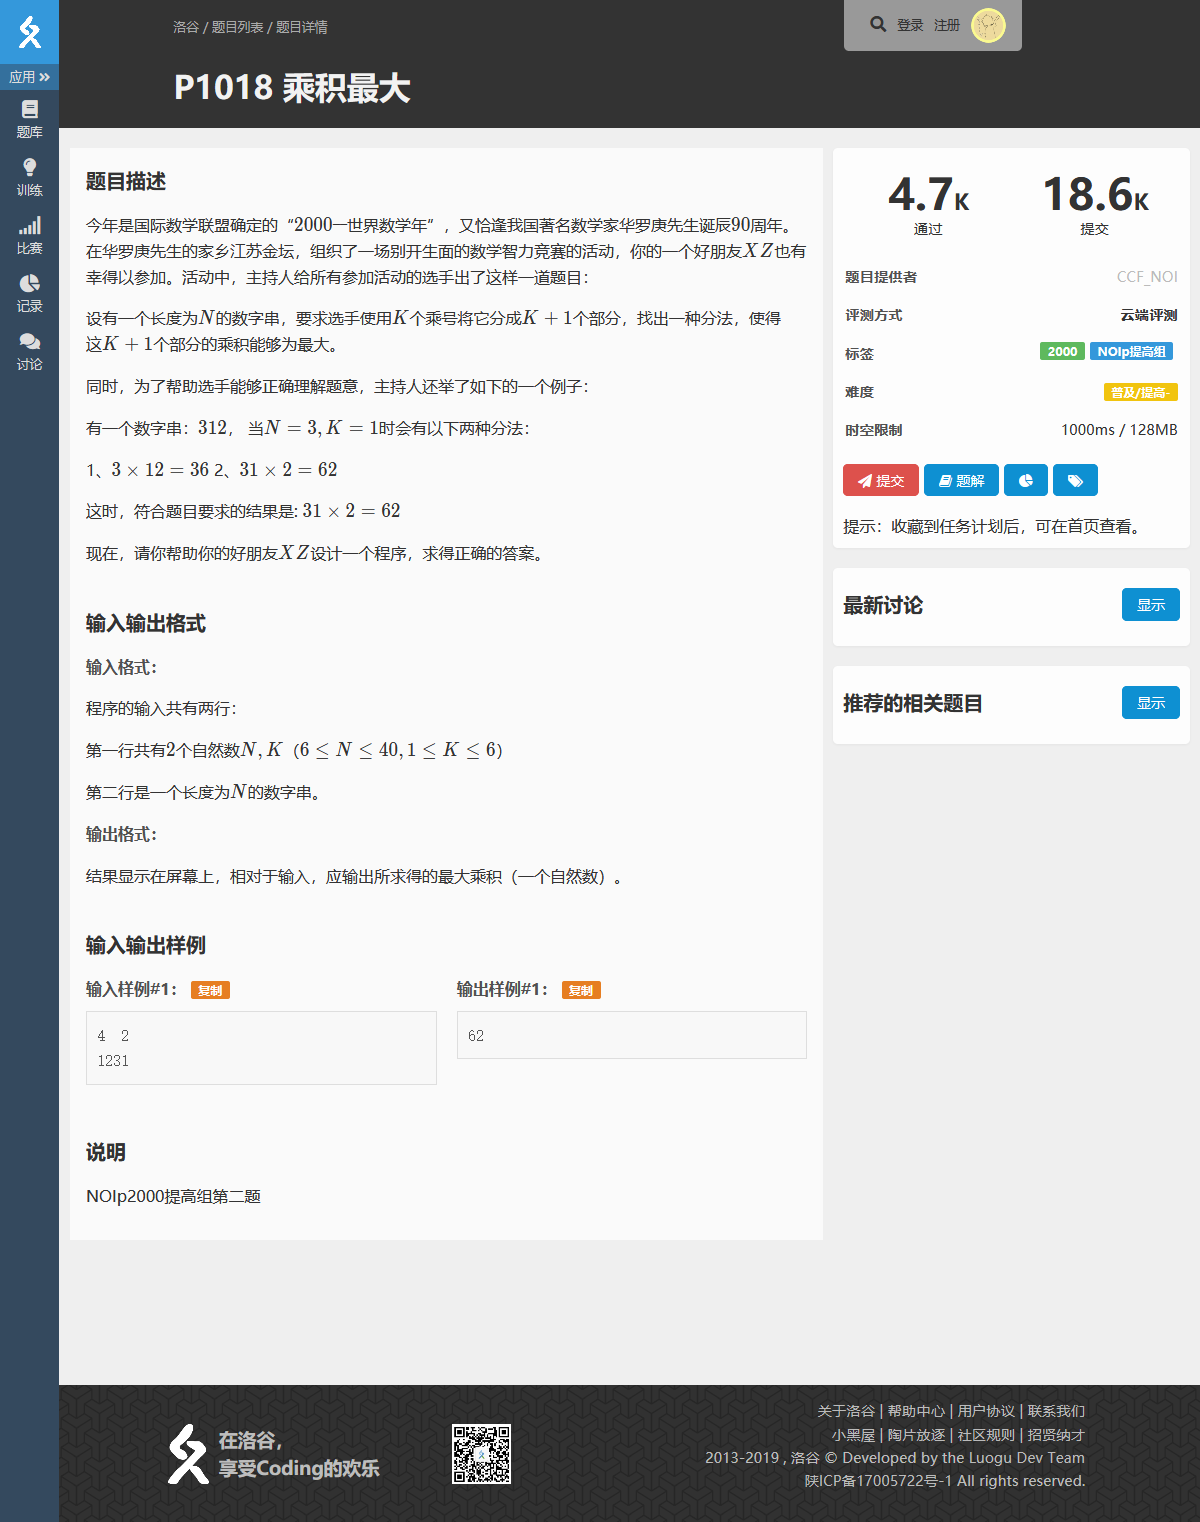 洛谷 / 题目列表 / 题目详情
登录 注册
P1018 乘积最大
应用
题库
训练
比赛
记录
讨论
题目描述
今年是国际数学联盟确定的“2000—世界数学年”，又恰逢我国著名数学家华罗庚先生诞辰90周年。
在华罗庚先生的家乡江苏金坛，组织了一场别开生面的数学智力竞赛的活动，你的一个好朋友XZ也有
幸得以参加。活动中，主持人给所有参加活动的选手出了这样一道题目：
设有一个长度为N的数字串，要求选手使用K个乘号将它分成K + 1个部分，找出一种分法，使得
这K + 1个部分的乘积能够为最大。
同时，为了帮助选手能够正确理解题意，主持人还举了如下的一个例子：
有一个数字串：312， 当N = 3, K = 1时会有以下两种分法：
1、3 × 12 = 36 2、31 × 2 = 62
这时，符合题目要求的结果是: 31 × 2 = 62
现在，请你帮助你的好朋友XZ设计一个程序，求得正确的答案。
输入输出格式
输入格式：
程序的输入共有两行：
第一行共有2个自然数N, K（6 ≤ N ≤ 40, 1 ≤ K ≤ 6）
第二行是一个长度为N的数字串。
输出格式：
结果显示在屏幕上，相对于输入，应输出所求得的最大乘积（一个自然数）。
输入输出样例
输入样例#1： 复制
4  2
1231
输出样例#1： 复制
62
说明
NOIp2000提高组第二题
4.7K
通过
18.6K
提交
题目提供者 CCF_NOI
评测方式 云端评测
标签 2000 NOIp提高组
难度 普及/提高-
时空限制 1000ms / 128MB
提交 题解
提示：收藏到任务计划后，可在首页查看。
最新讨论 显示
推荐的相关题目 显示
在洛谷，
享受Coding的欢乐
关于洛谷 | 帮助中心 | 用户协议 | 联系我们
小黑屋 | 陶片放逐 | 社区规则 | 招贤纳才
2013-2019 , 洛谷 © Developed by the Luogu Dev Team
陕ICP备17005722号-1 All rights reserved.